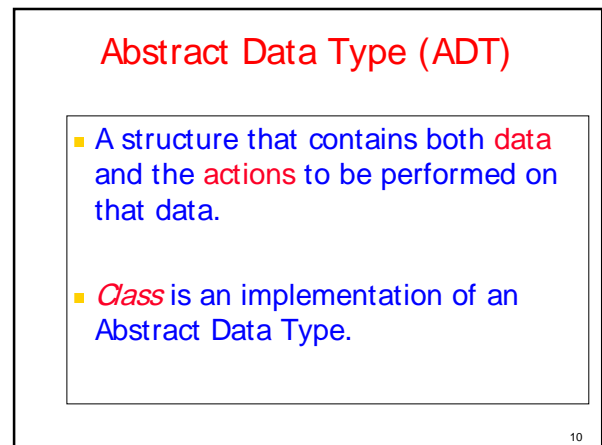 Abstract Data Type (ADT)
A structure that contains both data
and the actions to be performed on
that data.
Class is an implementation of an
Abstract Data Type.
10